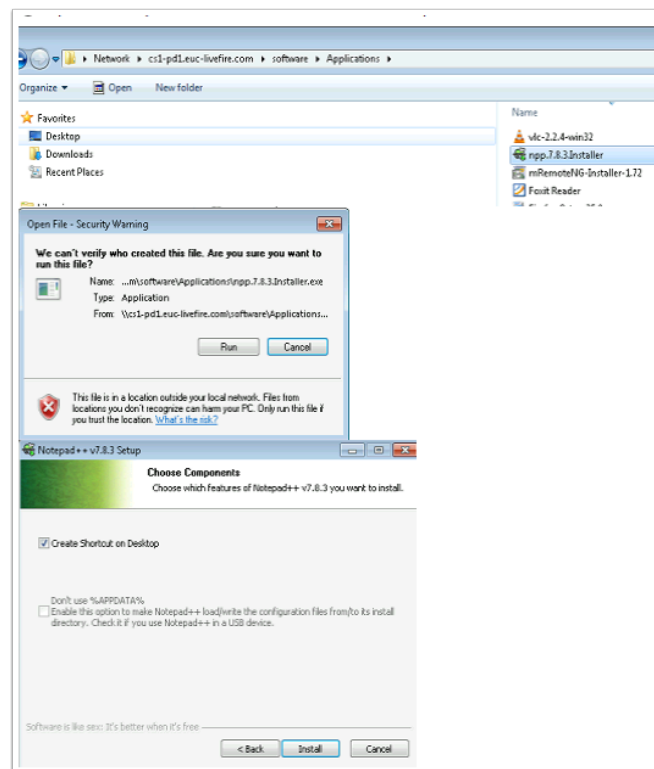 Network ▸ cs1-pd1.euc-livefire.com ▸ software ▸ Applications ▸
Organize ▾ Open New folder
Favorites
Desktop
Downloads
Recent Places
Name
vlc-2.2.4-win32
npp.7.8.3.Installer
mRemoteNG-Installer-1.72
Foxit Reader
Open File - Security Warning
We can't verify who created this file. Are you sure you want to
run this file?
Name: ...m\software\Applications\npp.7.8.3.Installer.exe
Type: Application
From: \\cs1-pd1.euc-livefire.com\software\Applications...
Run Cancel
This file is in a location outside your local network. Files from
locations you don't recognize can harm your PC. Only run this file if
you trust the location. What's the risk?
Notepad++ v7.8.3 Setup
Choose Components
Choose which features of Notepad++ v7.8.3 you want to install.
Create Shortcut on Desktop
Don't use %APPDATA%
Enable this option to make Notepad++ load/write the configuration files from/to its install
directory. Check it if you use Notepad++ in a USB device.
Software is like sex: It's better when it's free
< Back Install Cancel